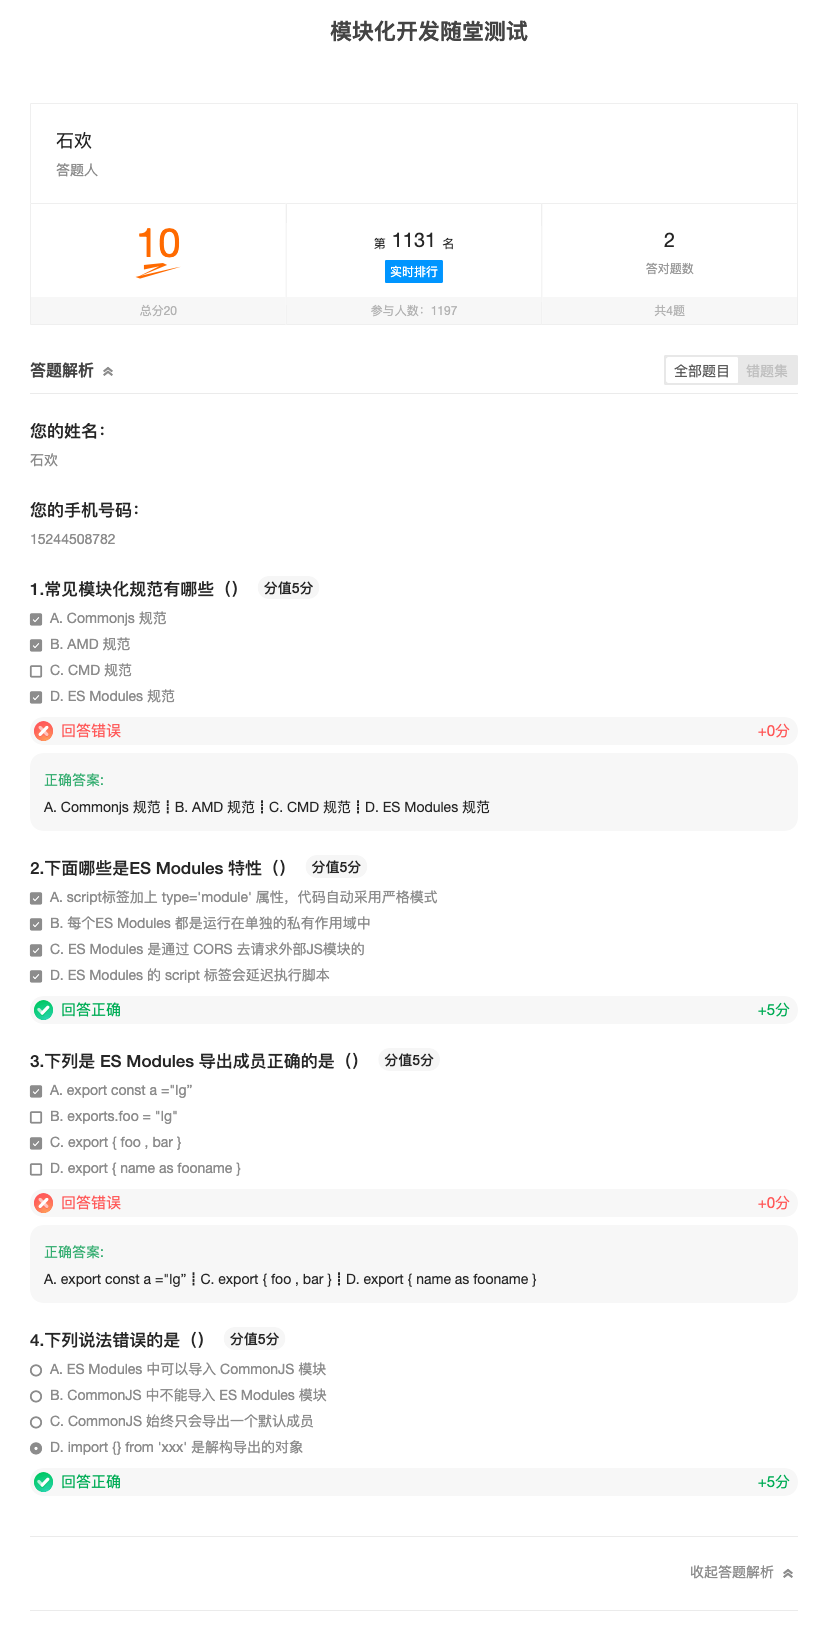 模块化开发随堂测试
石欢
答题人
10
第 1131 名
2
实时排行
答对题数
总分20
参与人数：1197
共4题
答题解析
全部题目 错题集
您的姓名：
石欢
您的手机号码：
15244508782
1.常见模块化规范有哪些（） 分值5分
A. Commonjs 规范
B. AMD 规范
C. CMD 规范
D. ES Modules 规范
回答错误 +0分
正确答案:
A. Commonjs 规范 ┋ B. AMD 规范 ┋ C. CMD 规范 ┋ D. ES Modules 规范
2.下面哪些是ES Modules 特性（） 分值5分
A. script标签加上 type='module' 属性，代码自动采用严格模式
B. 每个ES Modules 都是运行在单独的私有作用域中
C. ES Modules 是通过 CORS 去请求外部JS模块的
D. ES Modules 的 script 标签会延迟执行脚本
回答正确 +5分
3.下列是 ES Modules 导出成员正确的是（） 分值5分
A. export const a ="lg”
B. exports.foo = "lg"
C. export { foo , bar }
D. export { name as fooname }
回答错误 +0分
正确答案:
A. export const a ="lg” ┋ C. export { foo , bar } ┋ D. export { name as fooname }
4.下列说法错误的是（） 分值5分
A. ES Modules 中可以导入 CommonJS 模块
B. CommonJS 中不能导入 ES Modules 模块
C. CommonJS 始终只会导出一个默认成员
D. import {} from 'xxx' 是解构导出的对象
回答正确 +5分
收起答题解析